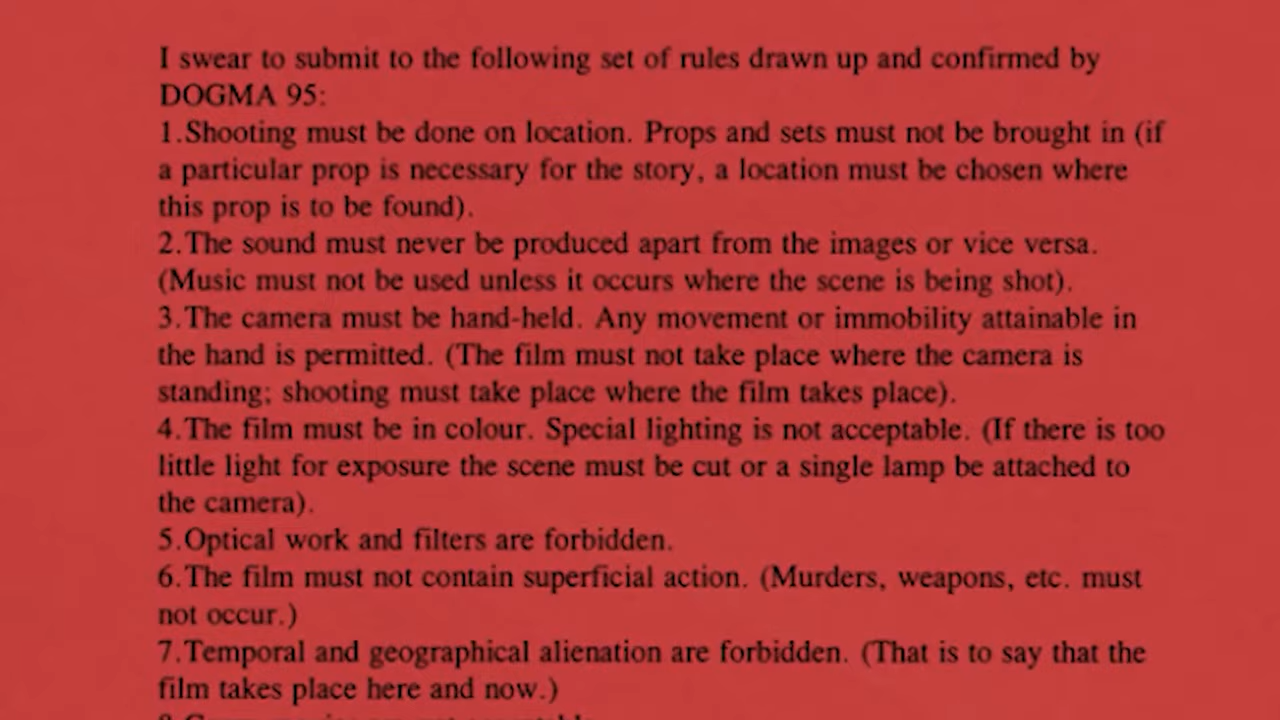 I swear to submit to the following set of rules drawn up and confirmed by
DOGMA 95:
1.Shooting must be done on location. Props and sets must not be brought in (if
a particular prop is necessary for the story, a location must be chosen where
this prop is to be found).
2.The sound must never be produced apart from the images or vice versa.
(Music must not be used unless it occurs where the scene is being shot).
3.The camera must be hand-held. Any movement or immobility attainable in
the hand is permitted. (The film must not take place where the camera is
standing; shooting must take place where the film takes place).
4.The film must be in colour. Special lighting is not acceptable. (If there is too
little light for exposure the scene must be cut or a single lamp be attached to
the camera).
5.Optical work and filters are forbidden.
6.The film must not contain superficial action. (Murders, weapons, etc. must
not occur.)
7.Temporal and geographical alienation are forbidden. (That is to say that the
film takes place here and now.)